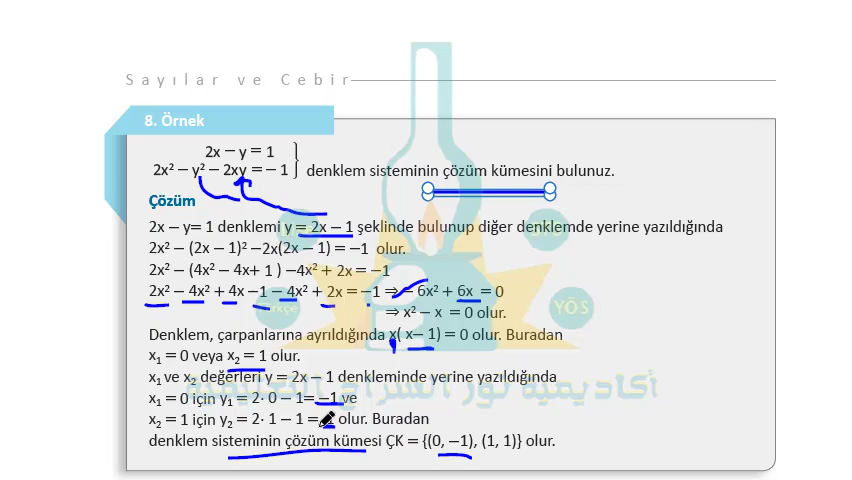 Sayılar ve Cebir
8. Örnek
2x − y = 1
2x² − y² − 2xy = − 1 } denklem sisteminin çözüm kümesini bulunuz.
Çözüm
2x − y= 1 denklemi y = 2x − 1 şeklinde bulunup diğer denklemde yerine yazıldığında
2x² − (2x − 1)² −2x(2x − 1) = −1 olur.
2x² − (4x² − 4x+ 1 ) −4x² + 2x = −1
2x² − 4x² + 4x −1 − 4x² + 2x = −1 ⇒ − 6x² + 6x = 0
⇒ x² − x = 0 olur.
YÖS
Denklem, çarpanlarına ayrıldığında x( x− 1) = 0 olur. Buradan
x₁ = 0 veya x₂ = 1 olur.
x₁ ve x₂ değerleri y = 2x − 1 denkleminde yerine yazıldığında
أكاديمية نور السراج التعليمية
x₁ = 0 için y₁ = 2· 0 − 1= −1 ve
x₂ = 1 için y₂ = 2· 1 − 1 = olur. Buradan
denklem sisteminin çözüm kümesi ÇK = {(0, −1), (1, 1)} olur.